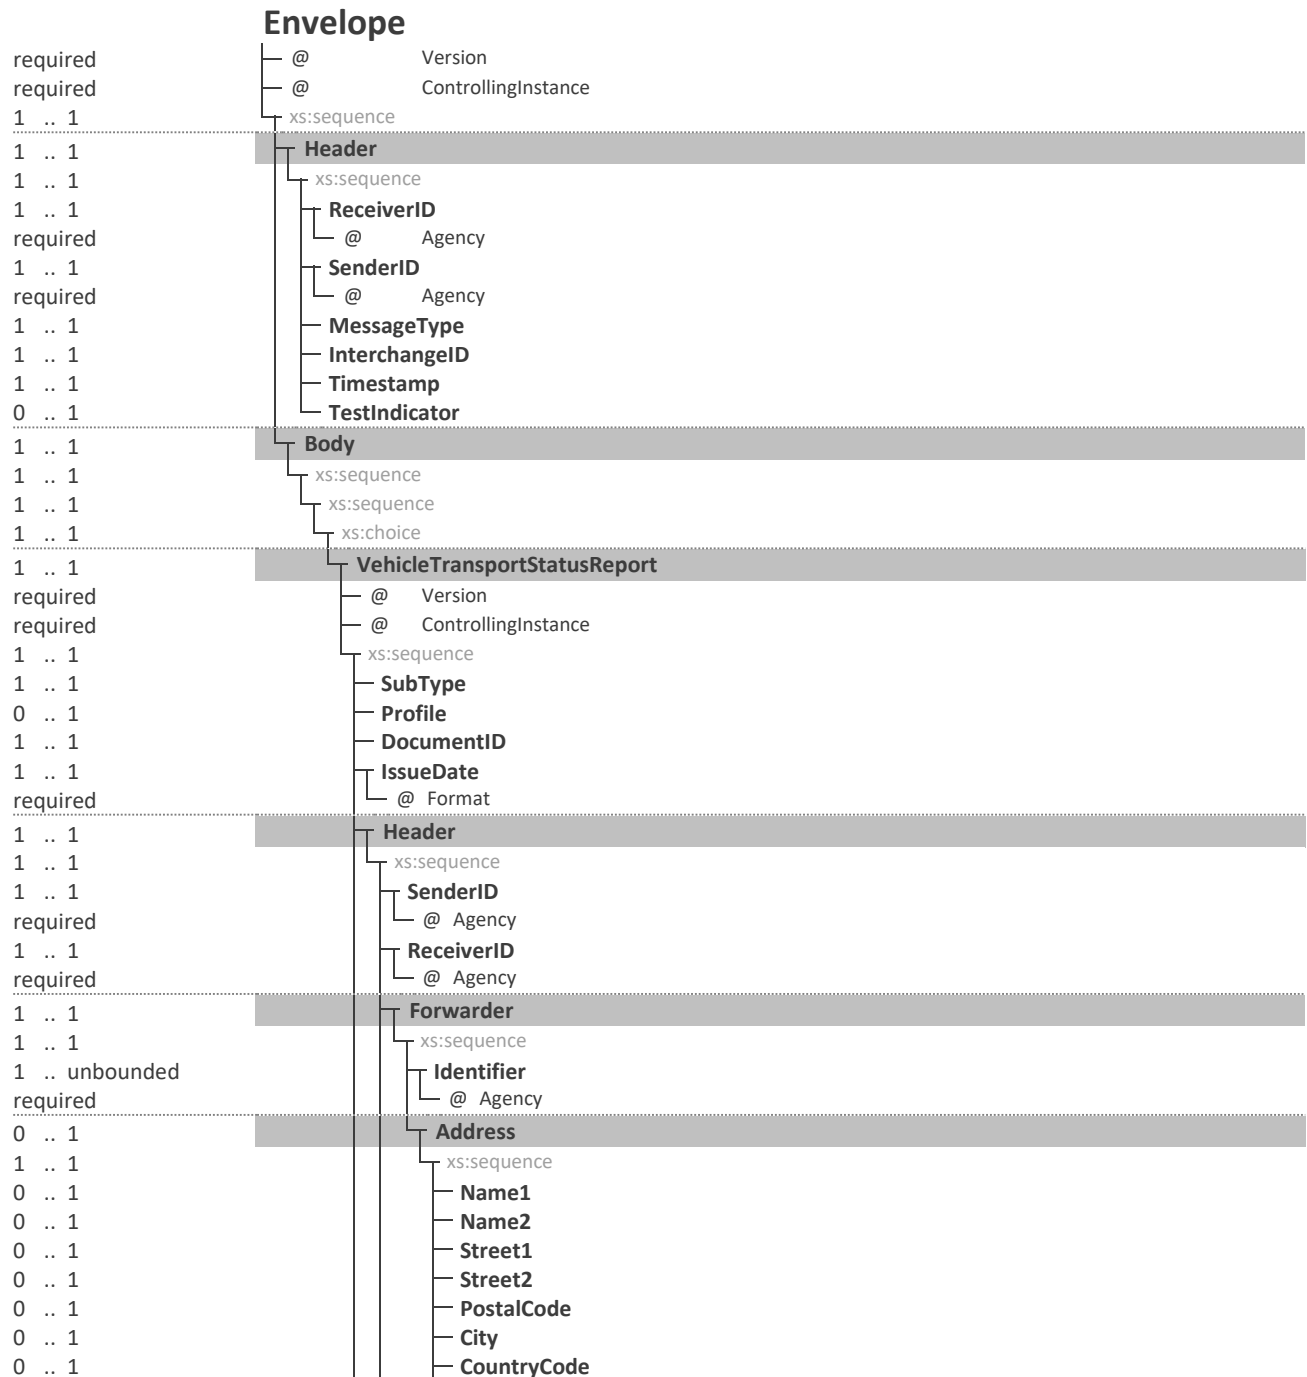 Envelope
required @ Version
required @ ControllingInstance
1 .. 1 xs:sequence
1 .. 1 Header
1 .. 1 xs:sequence
1 .. 1 ReceiverID
required @ Agency
1 .. 1 SenderID
required @ Agency
1 .. 1 MessageType
1 .. 1 InterchangeID
1 .. 1 Timestamp
0 .. 1 TestIndicator
1 .. 1 Body
1 .. 1 xs:sequence
1 .. 1 xs:sequence
1 .. 1 xs:choice
1 .. 1 VehicleTransportStatusReport
required @ Version
required @ ControllingInstance
1 .. 1 xs:sequence
1 .. 1 SubType
0 .. 1 Profile
1 .. 1 DocumentID
1 .. 1 IssueDate
required @ Format
1 .. 1 Header
1 .. 1 xs:sequence
1 .. 1 SenderID
required @ Agency
1 .. 1 ReceiverID
required @ Agency
1 .. 1 Forwarder
1 .. 1 xs:sequence
1 .. unbounded Identifier
required @ Agency
0 .. 1 Address
1 .. 1 xs:sequence
0 .. 1 Name1
0 .. 1 Name2
0 .. 1 Street1
0 .. 1 Street2
0 .. 1 PostalCode
0 .. 1 City
0 .. 1 CountryCode